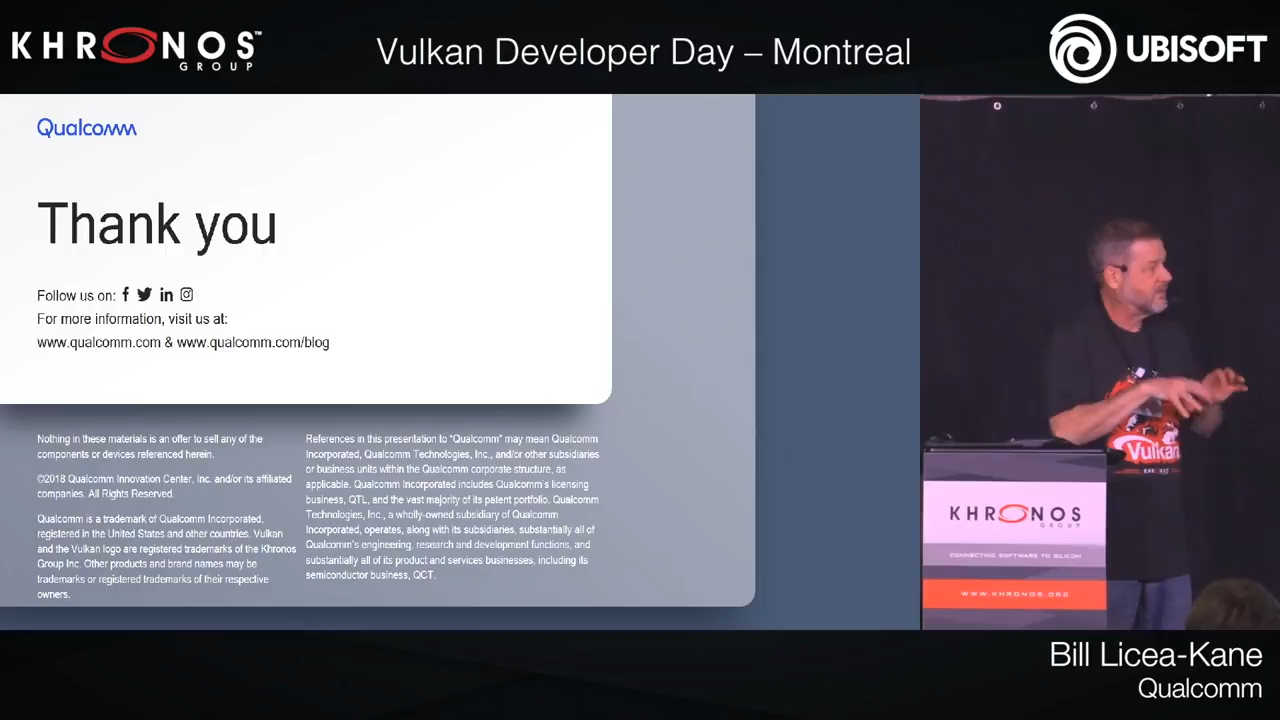 KHRONOS™
GROUP
Vulkan Developer Day – Montreal
UBISOFT
Qualcomm
Thank you
Follow us on:
For more information, visit us at:
www.qualcomm.com & www.qualcomm.com/blog
Nothing in these materials is an offer to sell any of the
components or devices referenced herein.
©2018 Qualcomm Innovation Center, Inc. and/or its affiliated
companies. All Rights Reserved.
Qualcomm is a trademark of Qualcomm Incorporated,
registered in the United States and other countries. Vulkan
and the Vulkan logo are registered trademarks of the Khronos
Group Inc. Other products and brand names may be
trademarks or registered trademarks of their respective
owners.
References in this presentation to “Qualcomm” may mean Qualcomm
Incorporated, Qualcomm Technologies, Inc., and/or other subsidiaries
or business units within the Qualcomm corporate structure, as
applicable. Qualcomm Incorporated includes Qualcomm’s licensing
business, QTL, and the vast majority of its patent portfolio. Qualcomm
Technologies, Inc., a wholly-owned subsidiary of Qualcomm
Incorporated, operates, along with its subsidiaries, substantially all of
Qualcomm’s engineering, research and development functions, and
substantially all of its product and services businesses, including its
semiconductor business, QCT.
Vulkan
KHRONOS
GROUP
CONNECTING SOFTWARE TO SILICON
WWW.KHRONOS.ORG
Bill Licea-Kane
Qualcomm